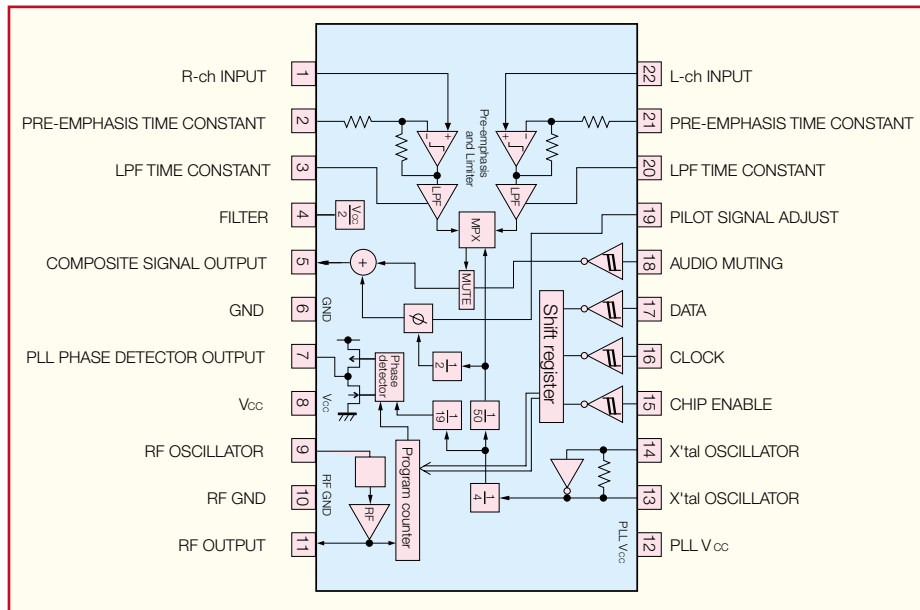 R-ch INPUT
PRE-EMPHASIS TIME CONSTANT
LPF TIME CONSTANT
FILTER
COMPOSITE SIGNAL OUTPUT
GND
PLL PHASE DETECTOR OUTPUT
Vcc
RF OSCILLATOR
RF GND
RF OUTPUT
1
2
3
4
5
6
7
8
9
10
11
Pre-emphasis
and Limiter
+
-
-
+
LPF
LPF
Vcc
2
MPX
MUTE
+
GND
Ø
Shift register
1
2
Phase
detector
Vcc
1
19
1
50
Program counter
1
4
RF GND
RF
PLL Vcc
22
21
20
19
18
17
16
15
14
13
12
L-ch INPUT
PRE-EMPHASIS TIME CONSTANT
LPF TIME CONSTANT
PILOT SIGNAL ADJUST
AUDIO MUTING
DATA
CLOCK
CHIP ENABLE
X'tal OSCILLATOR
X'tal OSCILLATOR
PLL Vcc